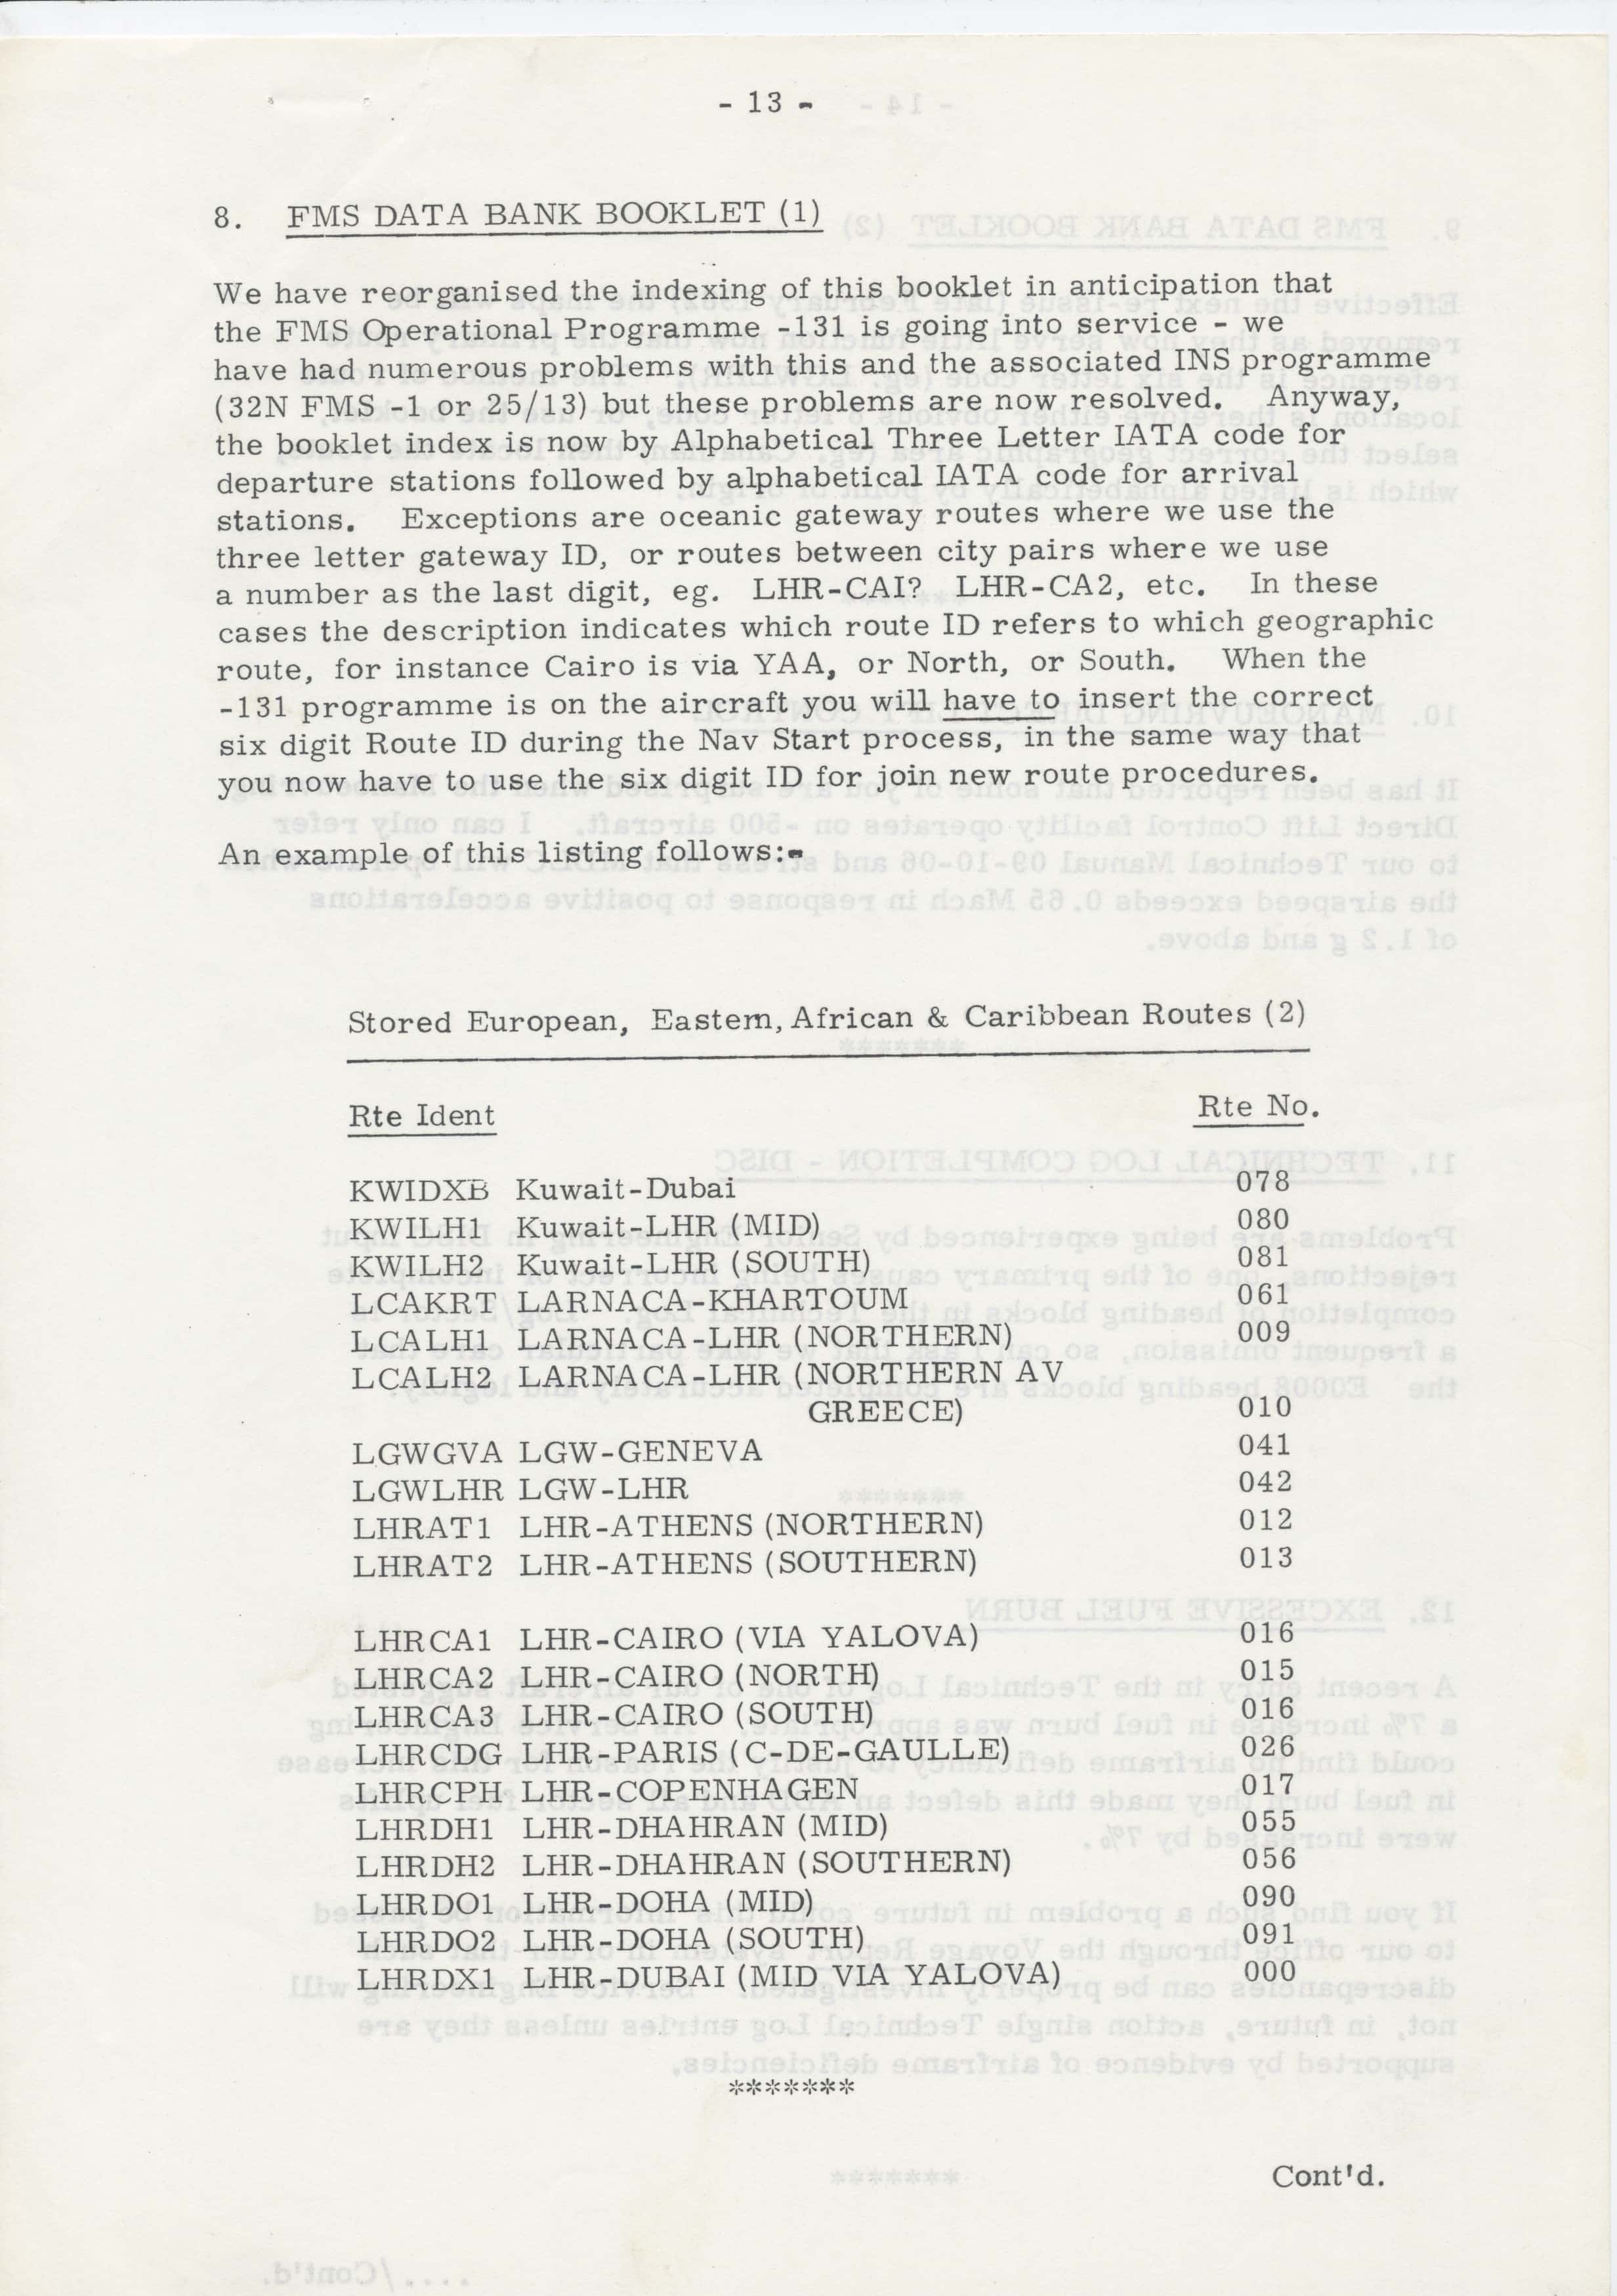 - 13 -
8. FMS DATA BANK BOOKLET (1)
We have reorganised the indexing of this booklet in anticipation that
the FMS Operational Programme -131 is going into service - we
have had numerous problems with this and the associated INS programme
(32N FMS -1 or 25/13) but these problems are now resolved. Anyway,
the booklet index is now by Alphabetical Three Letter IATA code for
departure stations followed by alphabetical IATA code for arrival
stations. Exceptions are oceanic gateway routes where we use the
three letter gateway ID, or routes between city pairs where we use
a number as the last digit, eg. LHR-CAI? LHR-CA2, etc. In these
cases the description indicates which route ID refers to which geographic
route, for instance Cairo is via YAA, or North, or South. When the
-131 programme is on the aircraft you will have to insert the correct
six digit Route ID during the Nav Start process, in the same way that
you now have to use the six digit ID for join new route procedures.
An example of this listing follows:-
Stored European, Eastern, African & Caribbean Routes (2)
Rte Ident Rte No.
KWIDXB Kuwait-Dubai 078
KWILH1 Kuwait-LHR (MID) 080
KWILH2 Kuwait-LHR (SOUTH) 081
LCAKRT LARNACA-KHARTOUM 061
LCALH1 LARNACA-LHR (NORTHERN) 009
LCALH2 LARNACA-LHR (NORTHERN AV
GREECE) 010
LGWGVA LGW-GENEVA 041
LGWLHR LGW-LHR 042
LHRAT1 LHR-ATHENS (NORTHERN) 012
LHRAT2 LHR-ATHENS (SOUTHERN) 013
LHRCA1 LHR-CAIRO (VIA YALOVA) 016
LHRCA2 LHR-CAIRO (NORTH) 015
LHRCA3 LHR-CAIRO (SOUTH) 016
LHRCDG LHR-PARIS (C-DE-GAULLE) 026
LHRCPH LHR-COPENHAGEN 017
LHRDH1 LHR-DHAHRAN (MID) 055
LHRDH2 LHR-DHAHRAN (SOUTHERN) 056
LHRDO1 LHR-DOHA (MID) 090
LHRDO2 LHR-DOHA (SOUTH) 091
LHRDX1 LHR-DUBAI (MID VIA YALOVA) 000
*******
Cont'd.